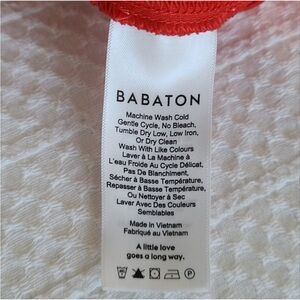 BABATON
Machine Wash Cold
Gentle Cycle, No Bleach,
Tumble Dry Low, Low Iron,
Or Dry Clean
Wash With Like Colours
Laver À La Machine à
L'eau Froide Au Cycle Délicat,
Pas De Blanchiment,
Sécher à Basse Température,
Repasser à Basse Température,
Ou Nettoyer à Sec
Laver Avec Des Couleurs
Semblables
Made in Vietnam
Fabriqué au Vietnam
A little love
goes a long way.